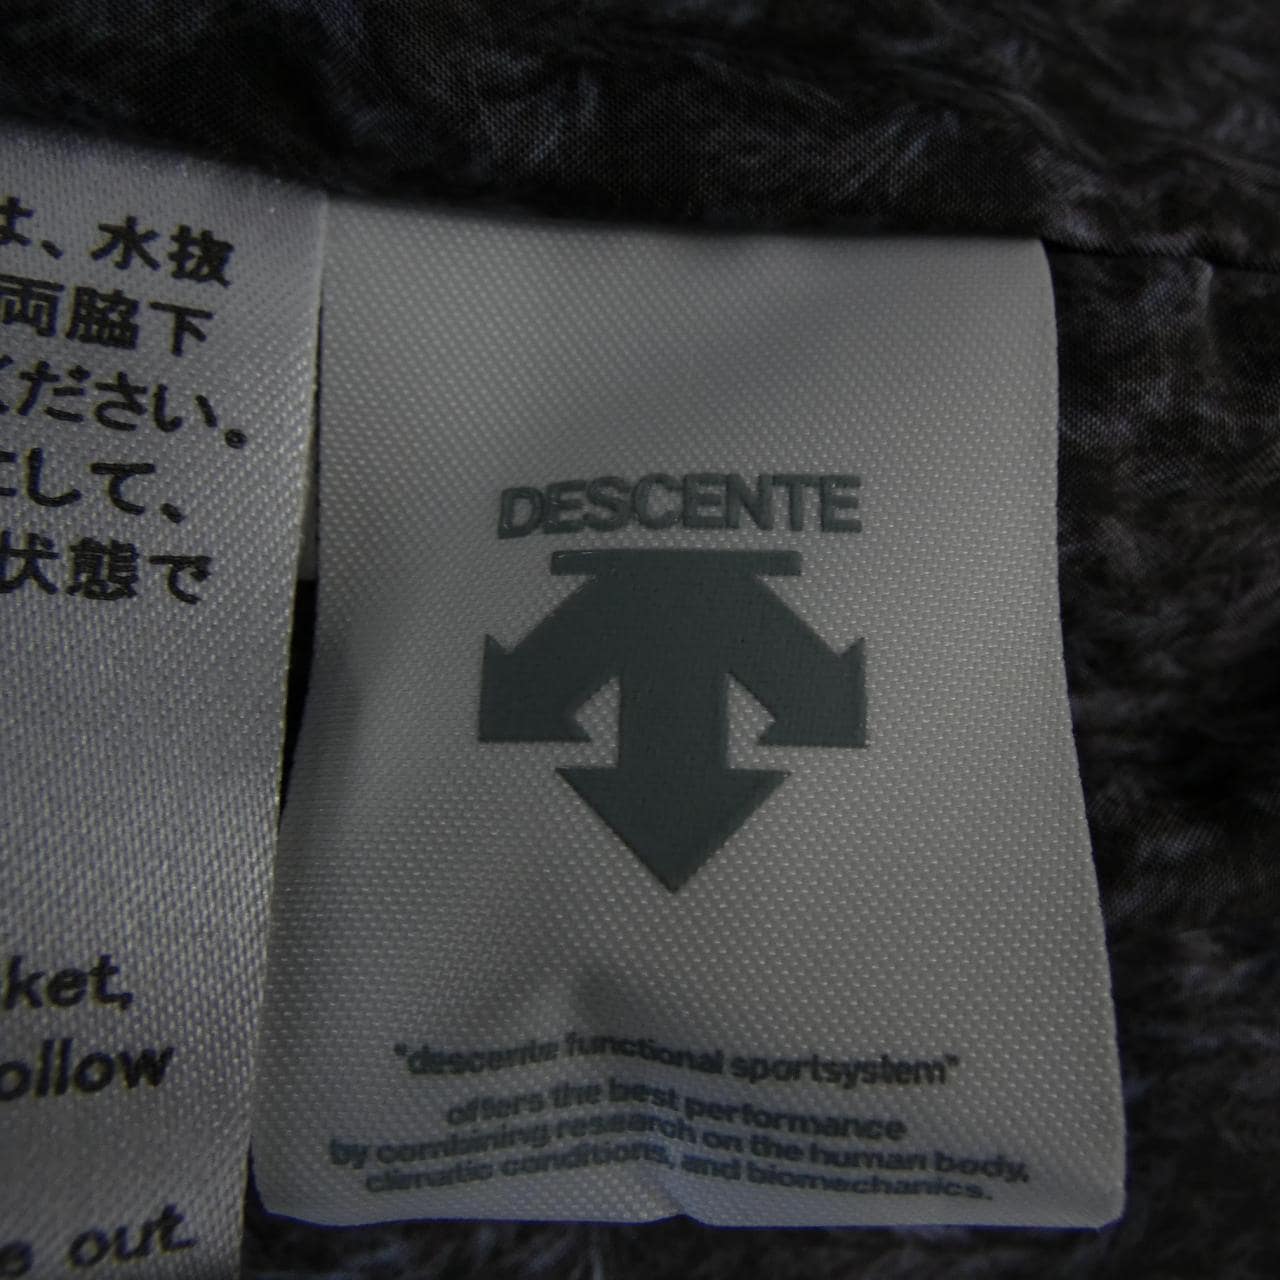 は、水抜
両脇下
ください。
にして、
状態で
ket,
ollow
e out
DESCENTE
"descente functional sportsystem"
offers the best performance
by combining research on the human body,
climatic conditions, and biomechanics.